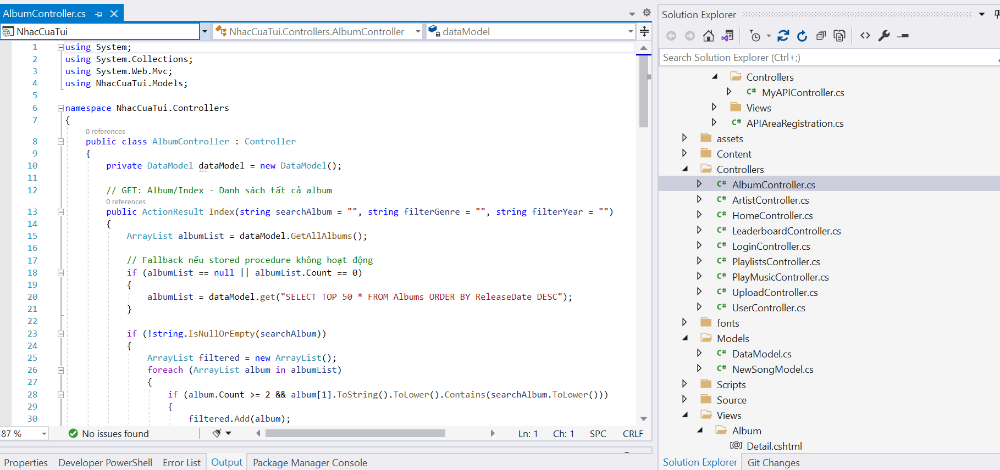 AlbumController.cs
NhacCuaTui
NhacCuaTui.Controllers.AlbumController
dataModel
1 using System;
2 using System.Collections;
3 using System.Web.Mvc;
4 using NhacCuaTui.Models;
5
6 namespace NhacCuaTui.Controllers
7 {
0 references
8 public class AlbumController : Controller
9 {
10 private DataModel dataModel = new DataModel();
11
12 // GET: Album/Index - Danh sách tất cả album
0 references
13 public ActionResult Index(string searchAlbum = "", string filterGenre = "", string filterYear = "")
14 {
15 ArrayList albumList = dataModel.GetAllAlbums();
16
17 // Fallback nếu stored procedure không hoạt động
18 if (albumList == null || albumList.Count == 0)
19 {
20 albumList = dataModel.get("SELECT TOP 50 * FROM Albums ORDER BY ReleaseDate DESC");
21 }
22
23 if (!string.IsNullOrEmpty(searchAlbum))
24 {
25 ArrayList filtered = new ArrayList();
26 foreach (ArrayList album in albumList)
27 {
28 if (album.Count >= 2 && album[1].ToString().ToLower().Contains(searchAlbum.ToLower()))
29 {
30 filtered.Add(album);
87 %
No issues found
Ln: 1
Ch: 1
SPC
CRLF
Properties
Developer PowerShell
Error List
Output
Package Manager Console
Solution Explorer
Search Solution Explorer (Ctrl+;)
Controllers
C# MyAPIController.cs
Views
C# APIAreaRegistration.cs
assets
Content
Controllers
C# AlbumController.cs
C# ArtistController.cs
C# HomeController.cs
C# LeaderboardController.cs
C# LoginController.cs
C# PlaylistsController.cs
C# PlayMusicController.cs
C# UploadController.cs
C# UserController.cs
fonts
Models
C# DataModel.cs
C# NewSongModel.cs
Scripts
Source
Views
Album
[@] Detail.cshtml
Solution Explorer
Git Changes